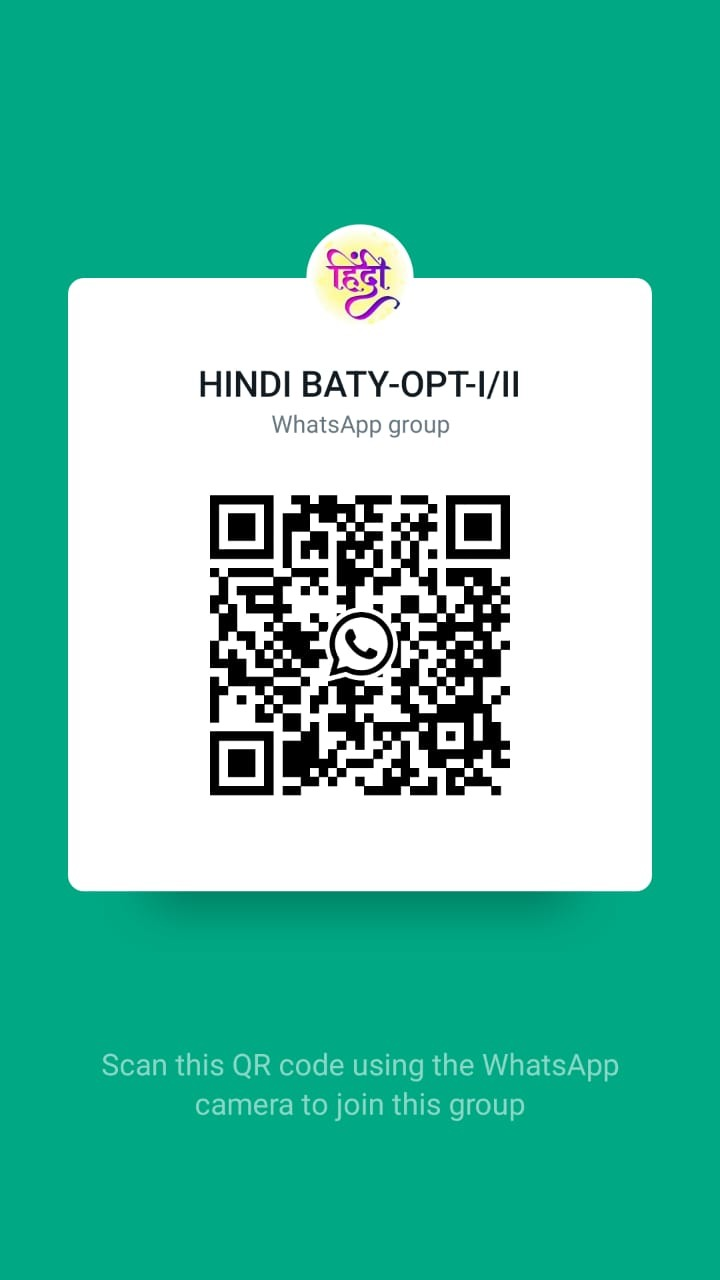 हिंदी
HINDI BATY-OPT-I/II
WhatsApp group
Scan this QR code using the WhatsApp
camera to join this group